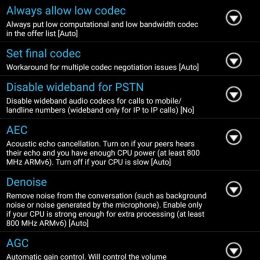 Always allow low codec
Always put low computational and low bandwidth codec
in the offer list [Auto]
Set final codec
Workaround for multiple codec negotiation issues [Auto]
Disable wideband for PSTN
Disable wideband audio codecs for calls to mobile/
landline numbers (wideband only for IP to IP calls) [No]
AEC
Acoustic echo cancellation. Turn on if your peers hears
their echo and you have enough CPU power (at least 800
MHz ARMv6). Turn off if your CPU is slow [Auto]
Denoise
Remove noise from the conversation (such as background
noise or noise generated by the microphone). Enable only
if your CPU is strong enough for extra processing (at least
800 MHz ARMv6) [Auto]
AGC
Automatic gain control. Will control the volume